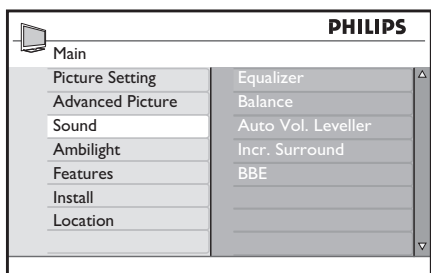 PHILIPS
Main
Picture Setting
Advanced Picture
Sound
Ambilight
Features
Install
Location
Equalizer
Balance
Auto Vol. Leveller
Incr. Surround
BBE